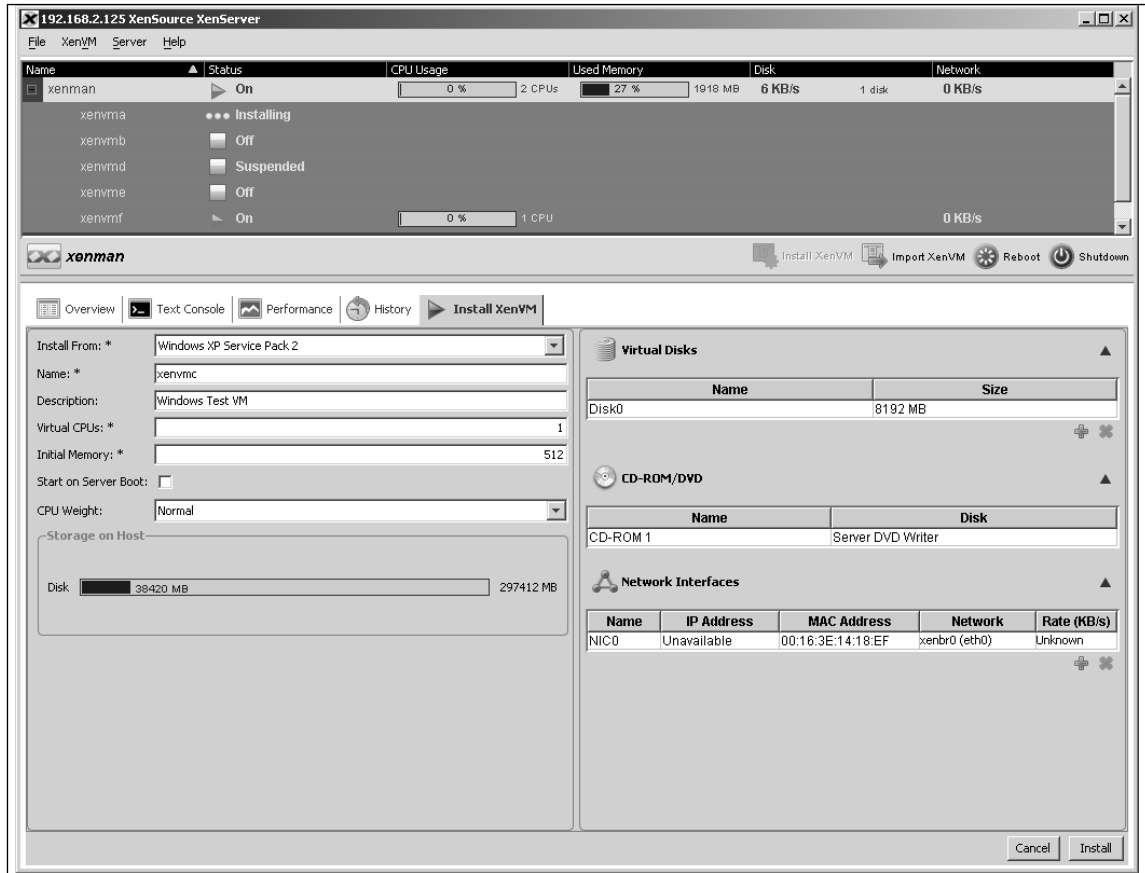 192.168.2.125 XenSource XenServer
File XenVM Server Help
Name Status CPU Usage Used Memory Disk Network
xenman On 0 % 2 CPUs 27 % 1918 MB 6 KB/s 1 disk 0 KB/s
xenvma Installing
xenvmb Off
xenvmd Suspended
xenvme Off
xenvmf On 0 % 1 CPU 0 KB/s
xenman Install XenVM Import XenVM Reboot Shutdown
Overview Text Console Performance History Install XenVM
Install From: * Windows XP Service Pack 2
Name: * xenvmc
Description: Windows Test VM
Virtual CPUs: * 1
Initial Memory: * 512
Start on Server Boot:
CPU Weight: Normal
Storage on Host
Disk 38420 MB 297412 MB
Virtual Disks
Name Size
Disk0 8192 MB
CD-ROM/DVD
Name Disk
CD-ROM 1 Server DVD Writer
Network Interfaces
Name IP Address MAC Address Network Rate (KB/s)
NIC0 Unavailable 00:16:3E:14:18:EF xenbr0 (eth0) Unknown
Cancel Install